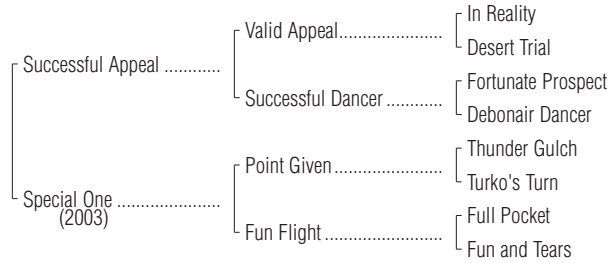 In Reality
Valid Appeal.....................
Desert Trial
Successful Appeal ............
Fortunate Prospect
Successful Dancer ............
Debonair Dancer
Thunder Gulch
Point Given.......................
Turko's Turn
Special One ......................
(2003)
Full Pocket
Fun Flight.........................
Fun and Tears